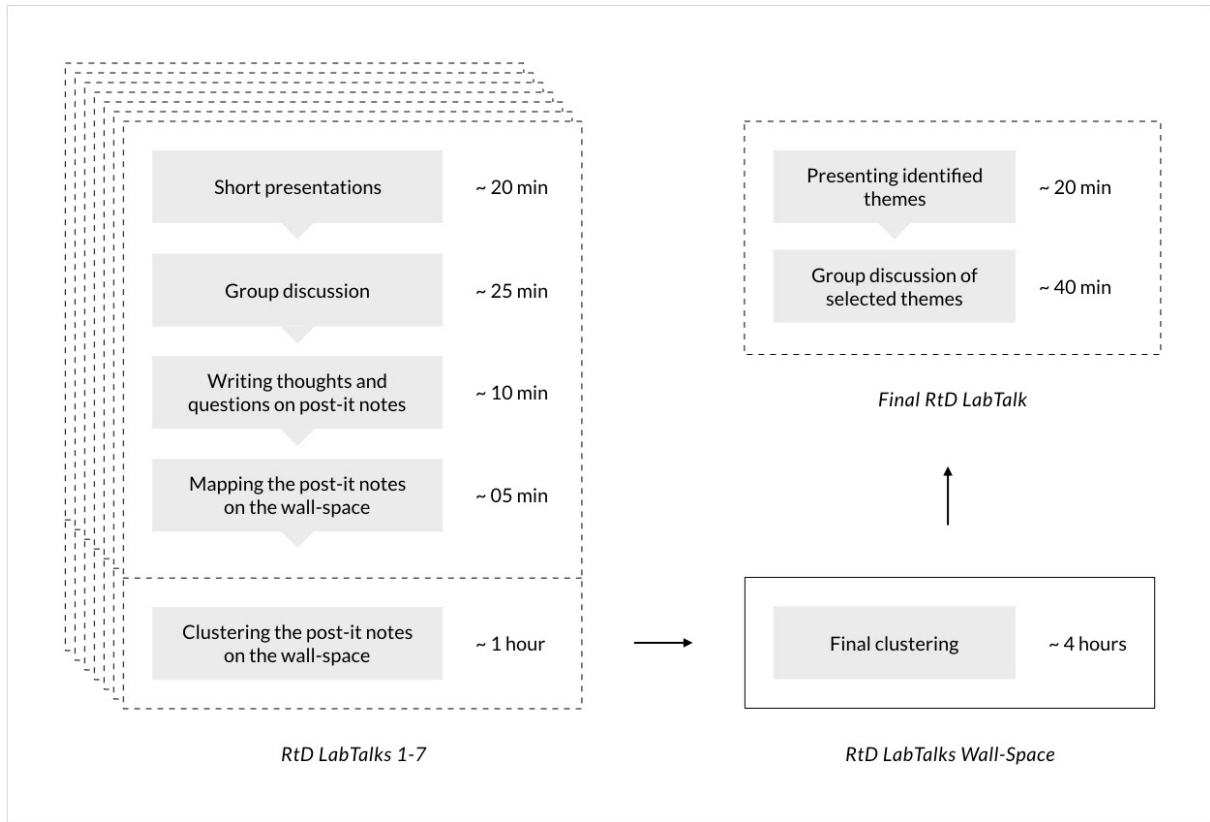 Short presentations
~ 20 min
Group discussion
~ 25 min
Writing thoughts and
questions on post-it notes
~ 10 min
Mapping the post-it notes
on the wall-space
~ 05 min
Clustering the post-it notes
on the wall-space
~ 1 hour
RtD LabTalks 1-7
Presenting identified
themes
~ 20 min
Group discussion of
selected themes
~ 40 min
Final RtD LabTalk
Final clustering
~ 4 hours
RtD LabTalks Wall-Space